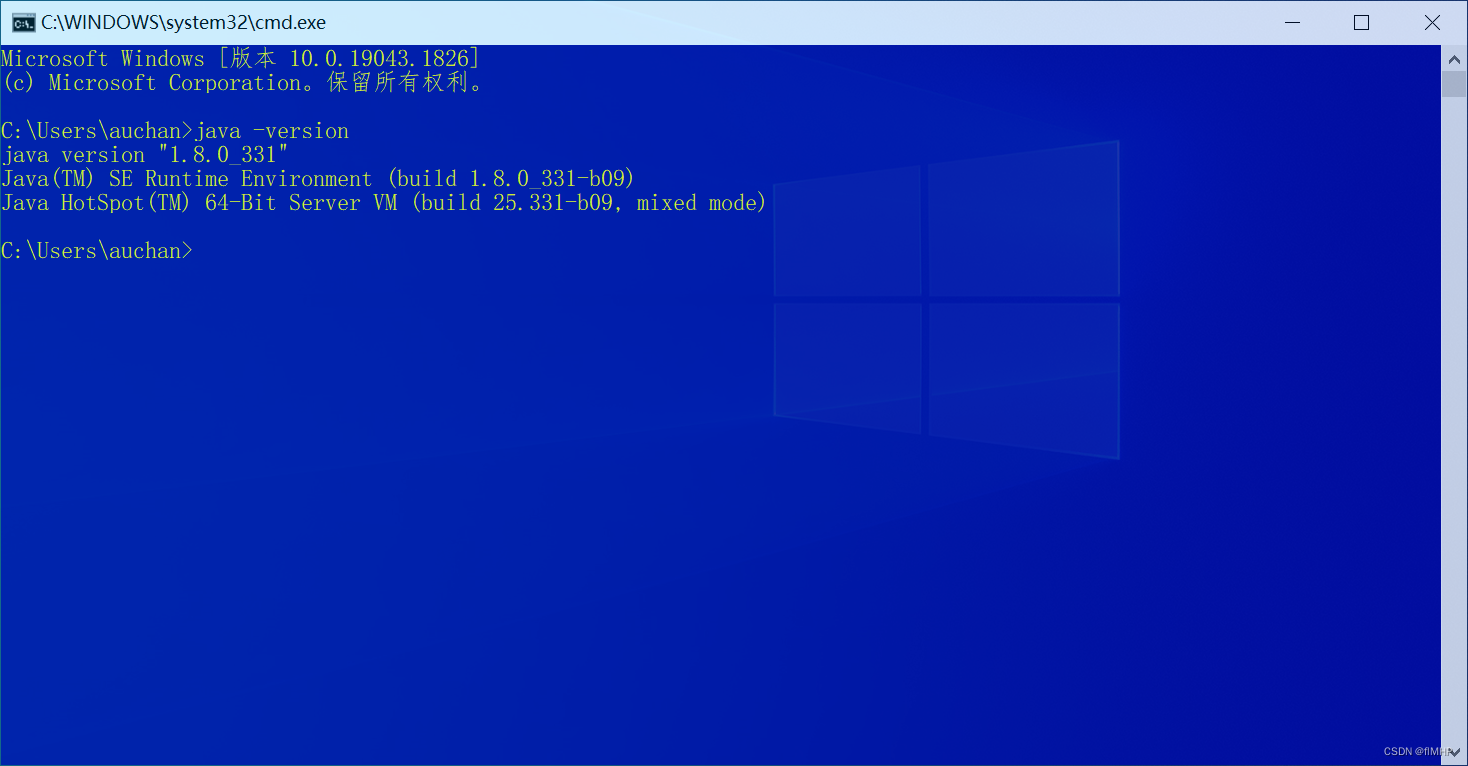 C:\WINDOWS\system32\cmd.exe
Microsoft Windows [版本 10.0.19043.1826]
(c) Microsoft Corporation。保留所有权利。
C:\Users\auchan>java -version
java version "1.8.0_331"
Java(TM) SE Runtime Environment (build 1.8.0_331-b09)
Java HotSpot(TM) 64-Bit Server VM (build 25.331-b09, mixed mode)
C:\Users\auchan>
CSDN